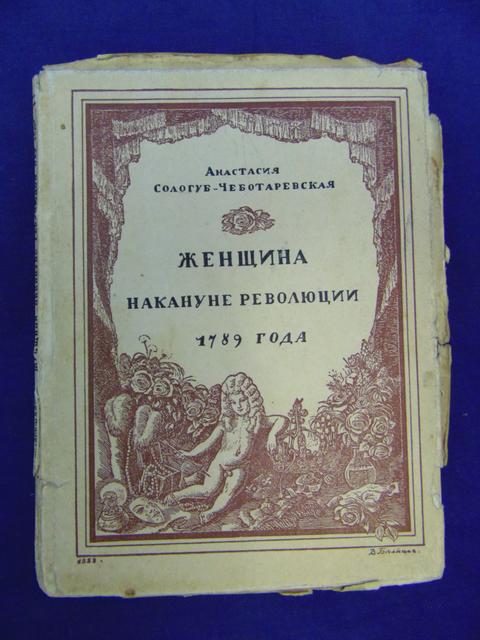 Анастасия
Сологуб-Чеботаревская
ЖЕНЩИНА
НАКАНУНЕ РЕВОЛЮЦИИ
1789 ГОДА